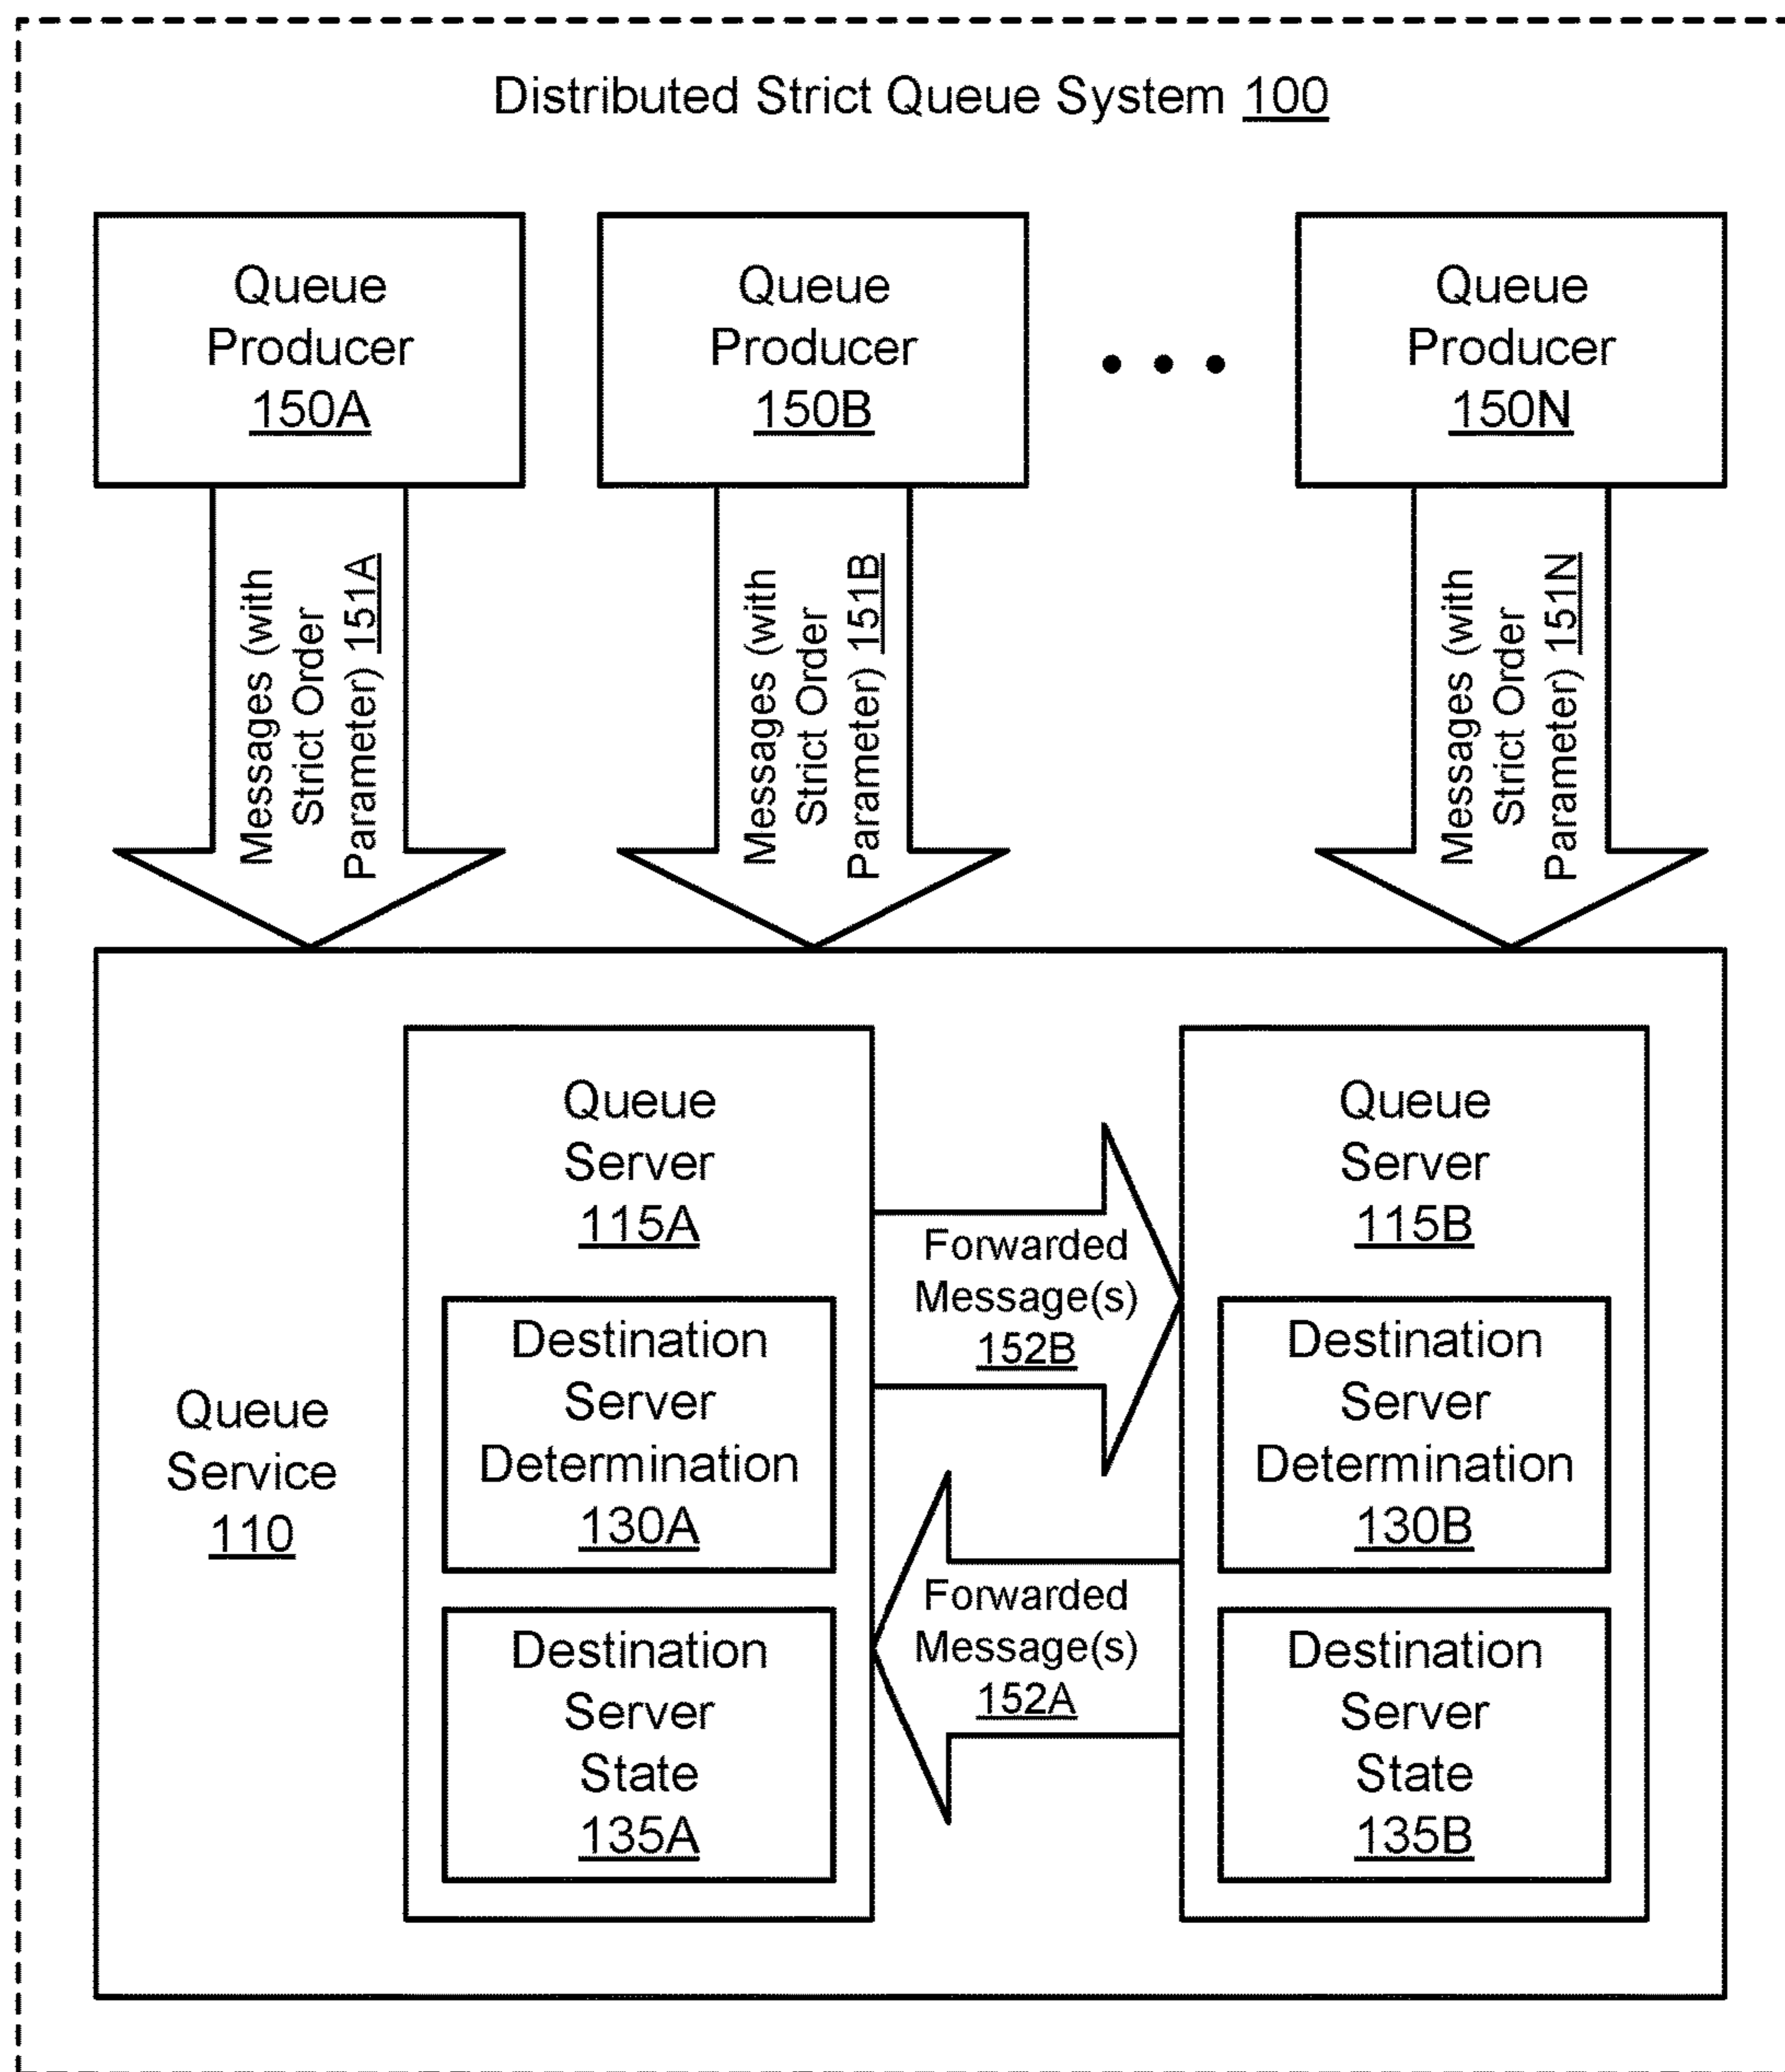 Distributed Strict Queue System 100
Queue
Producer
150A
Queue
Producer
150B
Queue
Producer
150N
Messages (with
Strict Order
Parameter) 151A
Messages (with
Strict Order
Parameter) 151B
Messages (with
Strict Order
Parameter) 151N
Queue
Service
110
Queue
Server
115A
Destination
Server
Determination
130A
Destination
Server
State
135A
Forwarded
Message(s)
152B
Forwarded
Message(s)
152A
Queue
Server
115B
Destination
Server
Determination
130B
Destination
Server
State
135B